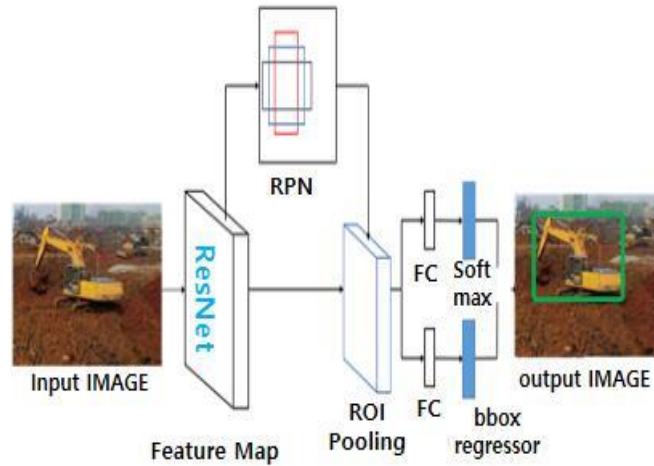 RPN
ResNet
Input IMAGE
Feature Map
ROI
Pooling
FC
FC
Soft
max
bbox
regressor
output IMAGE